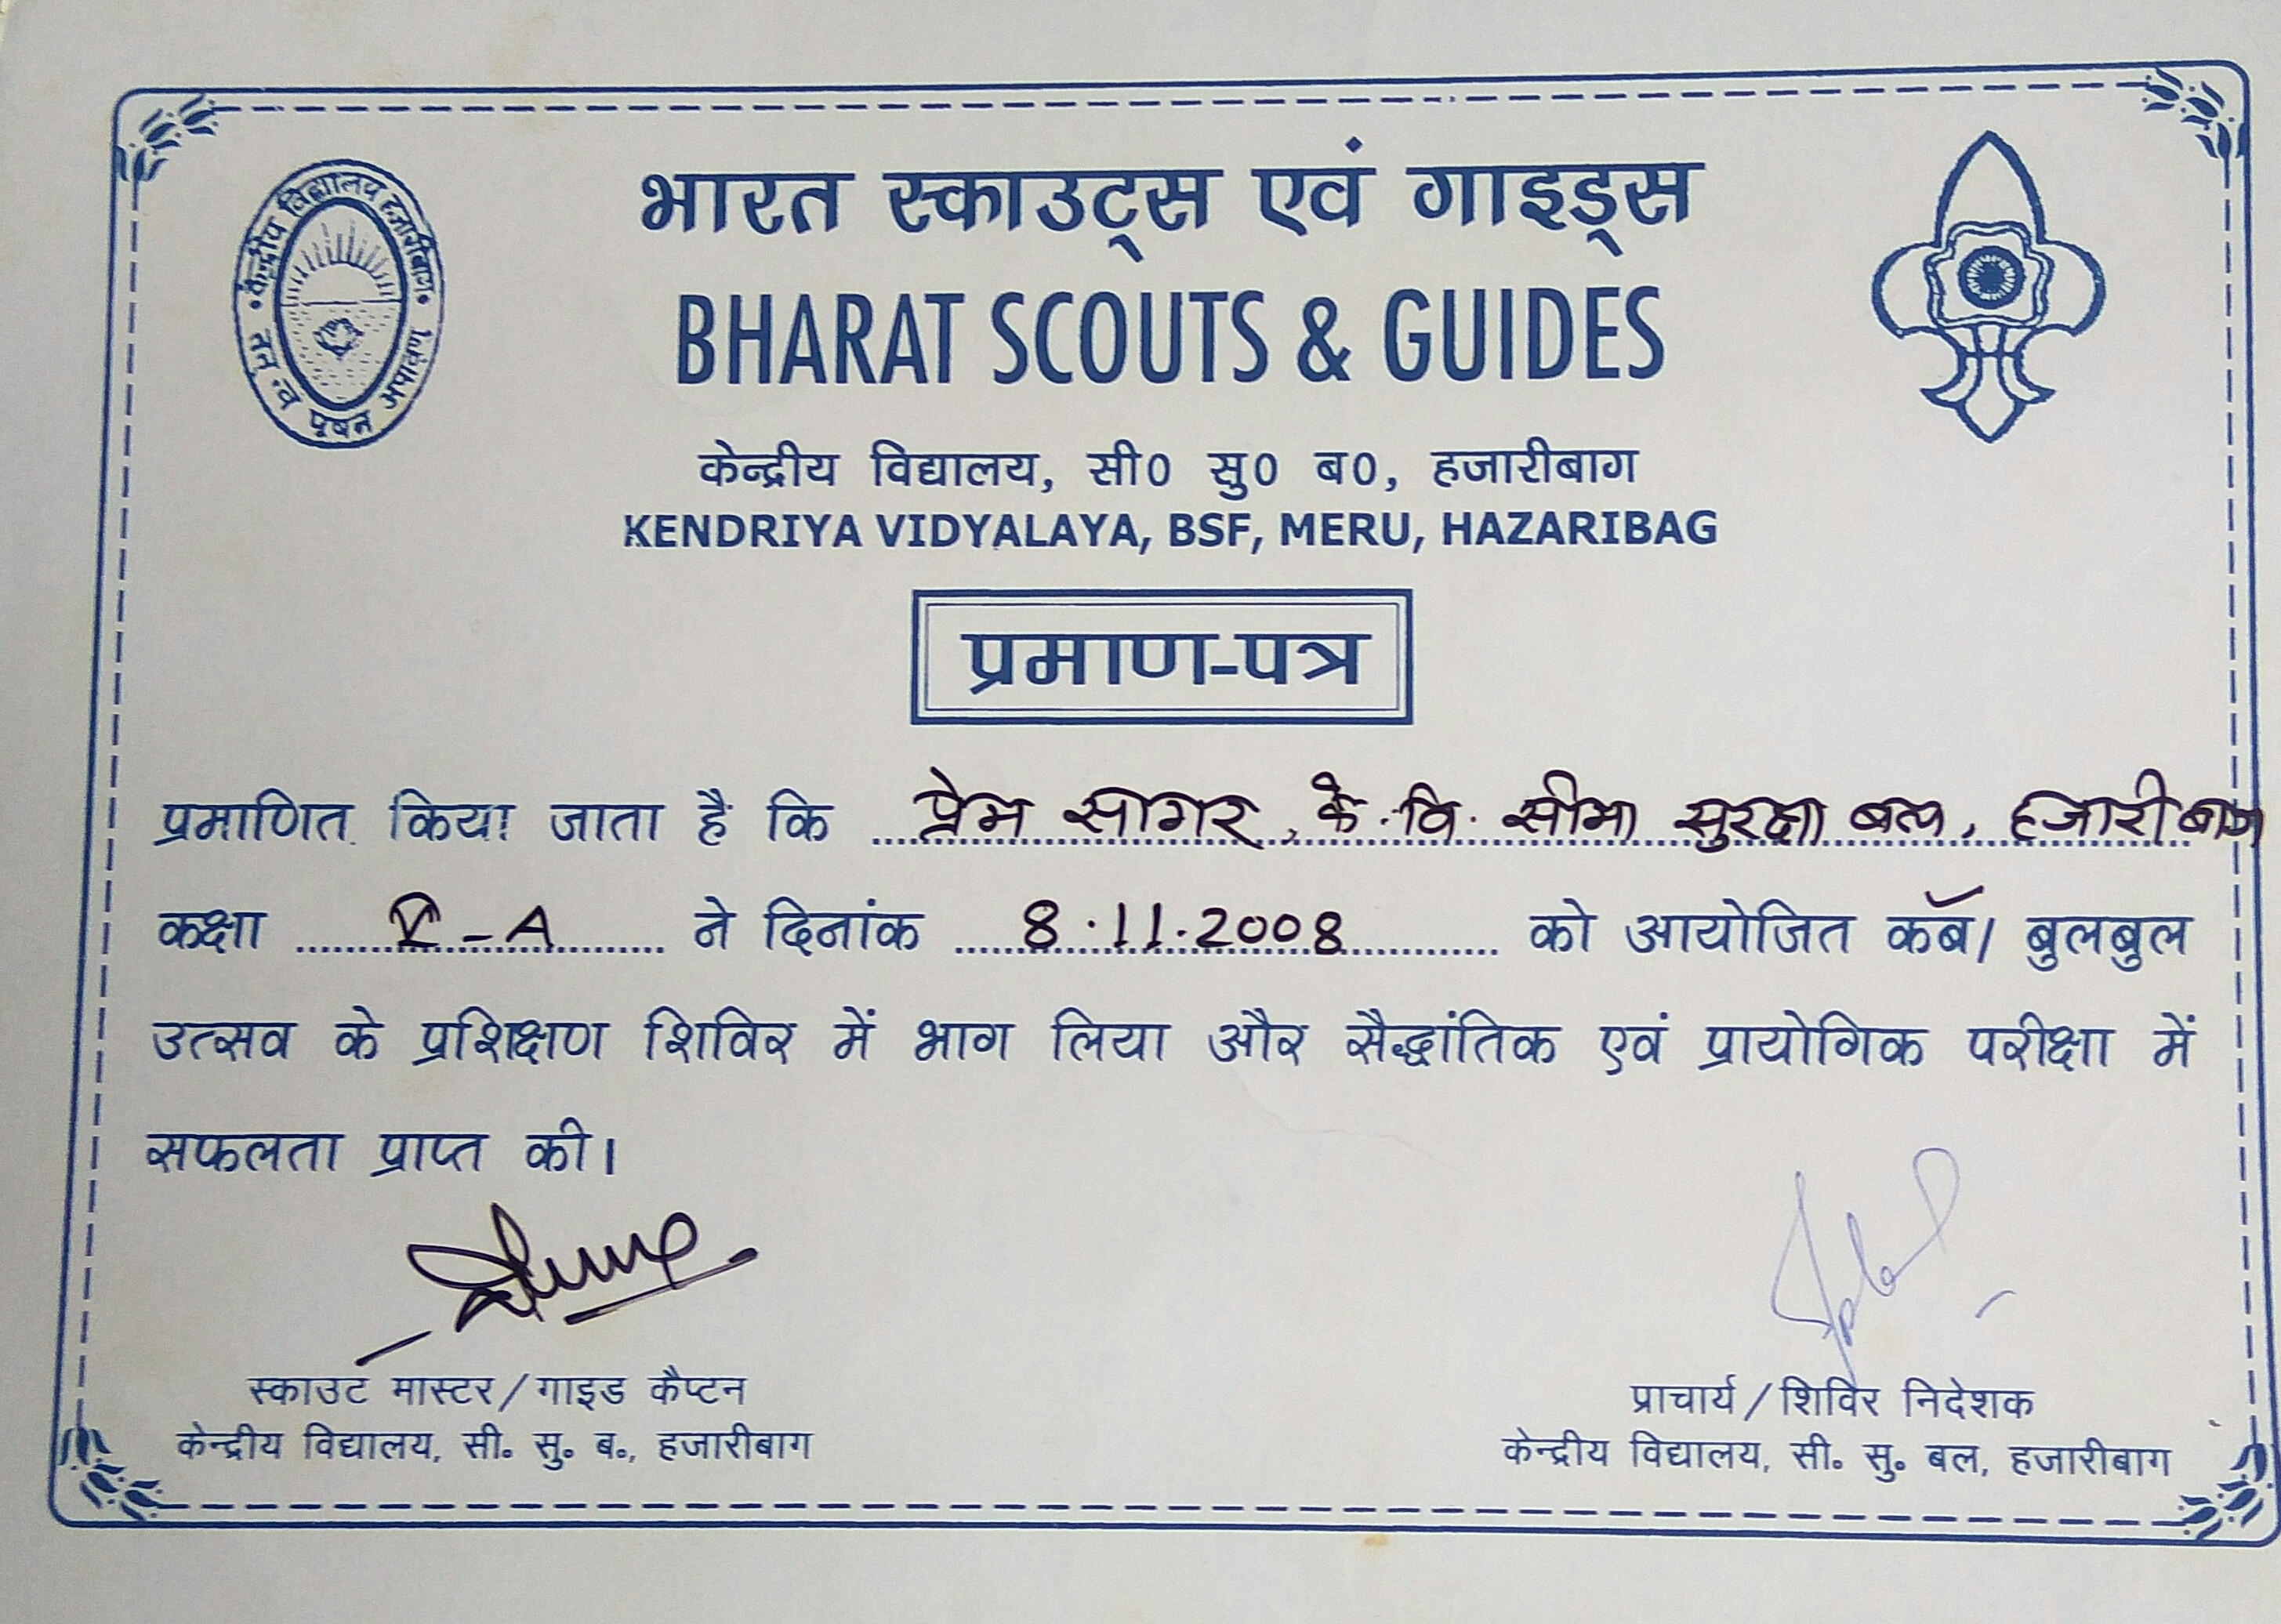 भारत स्काउट्स एवं गाइड्स
BHARAT SCOUTS & GUIDES
केन्द्रीय विद्यालय हजारीबाग
तत् त्वं पूषन अपावृणु
केन्द्रीय विद्यालय, सी0 सु0 ब0, हजारीबाग
KENDRIYA VIDYALAYA, BSF, MERU, HAZARIBAG
प्रमाण-पत्र
प्रमाणित किया जाता है कि प्रेम सागर, के.वि. सीमा सुरक्षा बल, हजारीबाग
कक्षा -A ने दिनांक 8.11.2008 को आयोजित कॅब/ बुलबुल
उत्सव के प्रशिक्षण शिविर में भाग लिया और सैद्धांतिक एवं प्रायोगिक परीक्षा में
सफलता प्राप्त की।
स्काउट मास्टर/गाइड कैप्टन
केन्द्रीय विद्यालय, सी. सु. ब., हजारीबाग
प्राचार्य/शिविर निदेशक
केन्द्रीय विद्यालय, सी. सु. बल, हजारीबाग